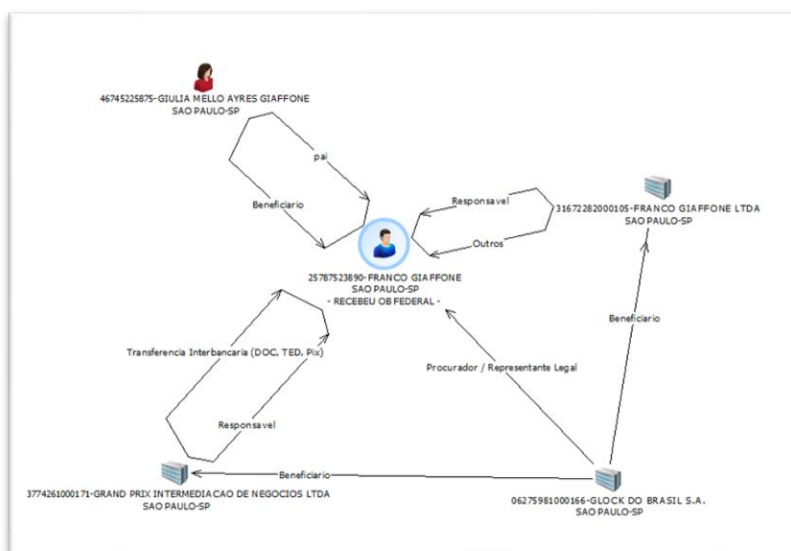 46745225875-GIULIA MELLO AYRES GIAFFONE
SAO PAULO-SP
pai
Beneficiario
Responsavel
31672282000105-FRANCO GIAFFONE LTDA
SAO PAULO-SP
Outros
25787523890-FRANCO GIAFFONE
SAO PAULO-SP
- RECEBEU OB FEDERAL -
Beneficiario
Transferencia Interbancaria (DOC, TED, Pix)
Procurador / Representante Legal
Responsavel
Beneficiario
3774261000171-GRAND PRIX INTERMEDIACAO DE NEGOCIOS LTDA
SAO PAULO-SP
06275981000166-GLOCK DO BRASIL S.A.
SAO PAULO-SP